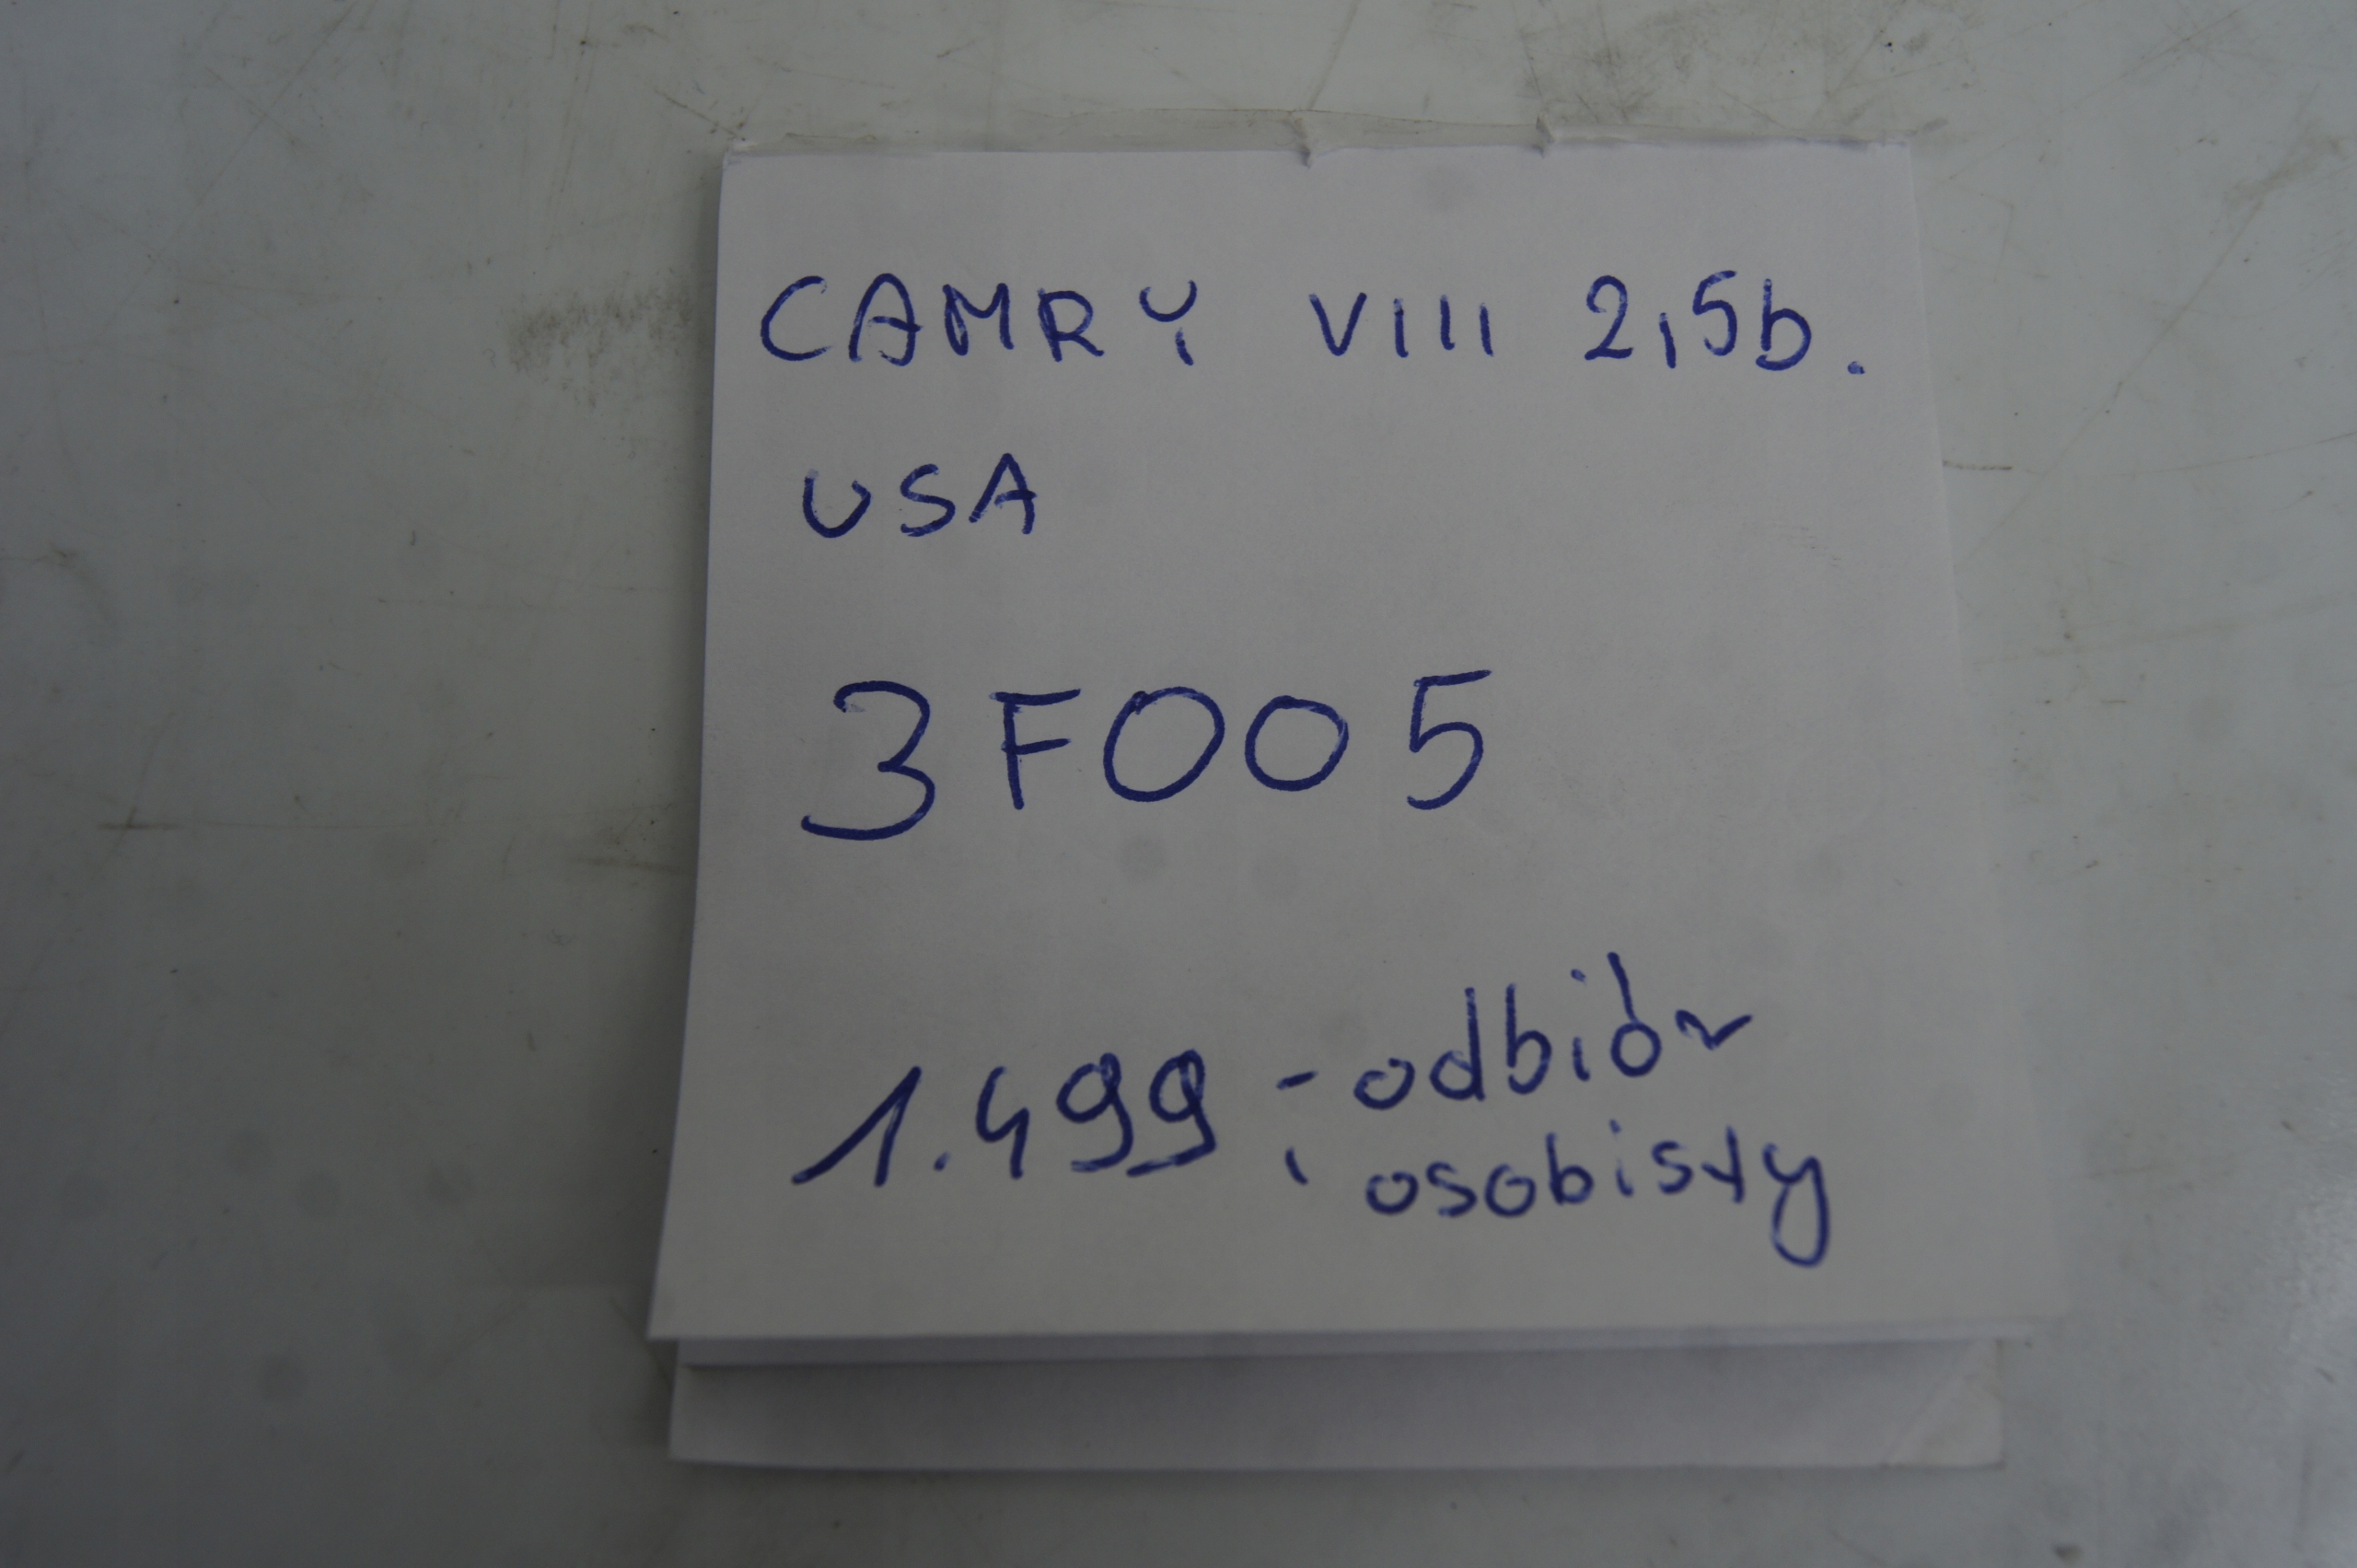 CAMRY VIII 2,5b.
USA
3F005
1.499,- odbiór
osobisty